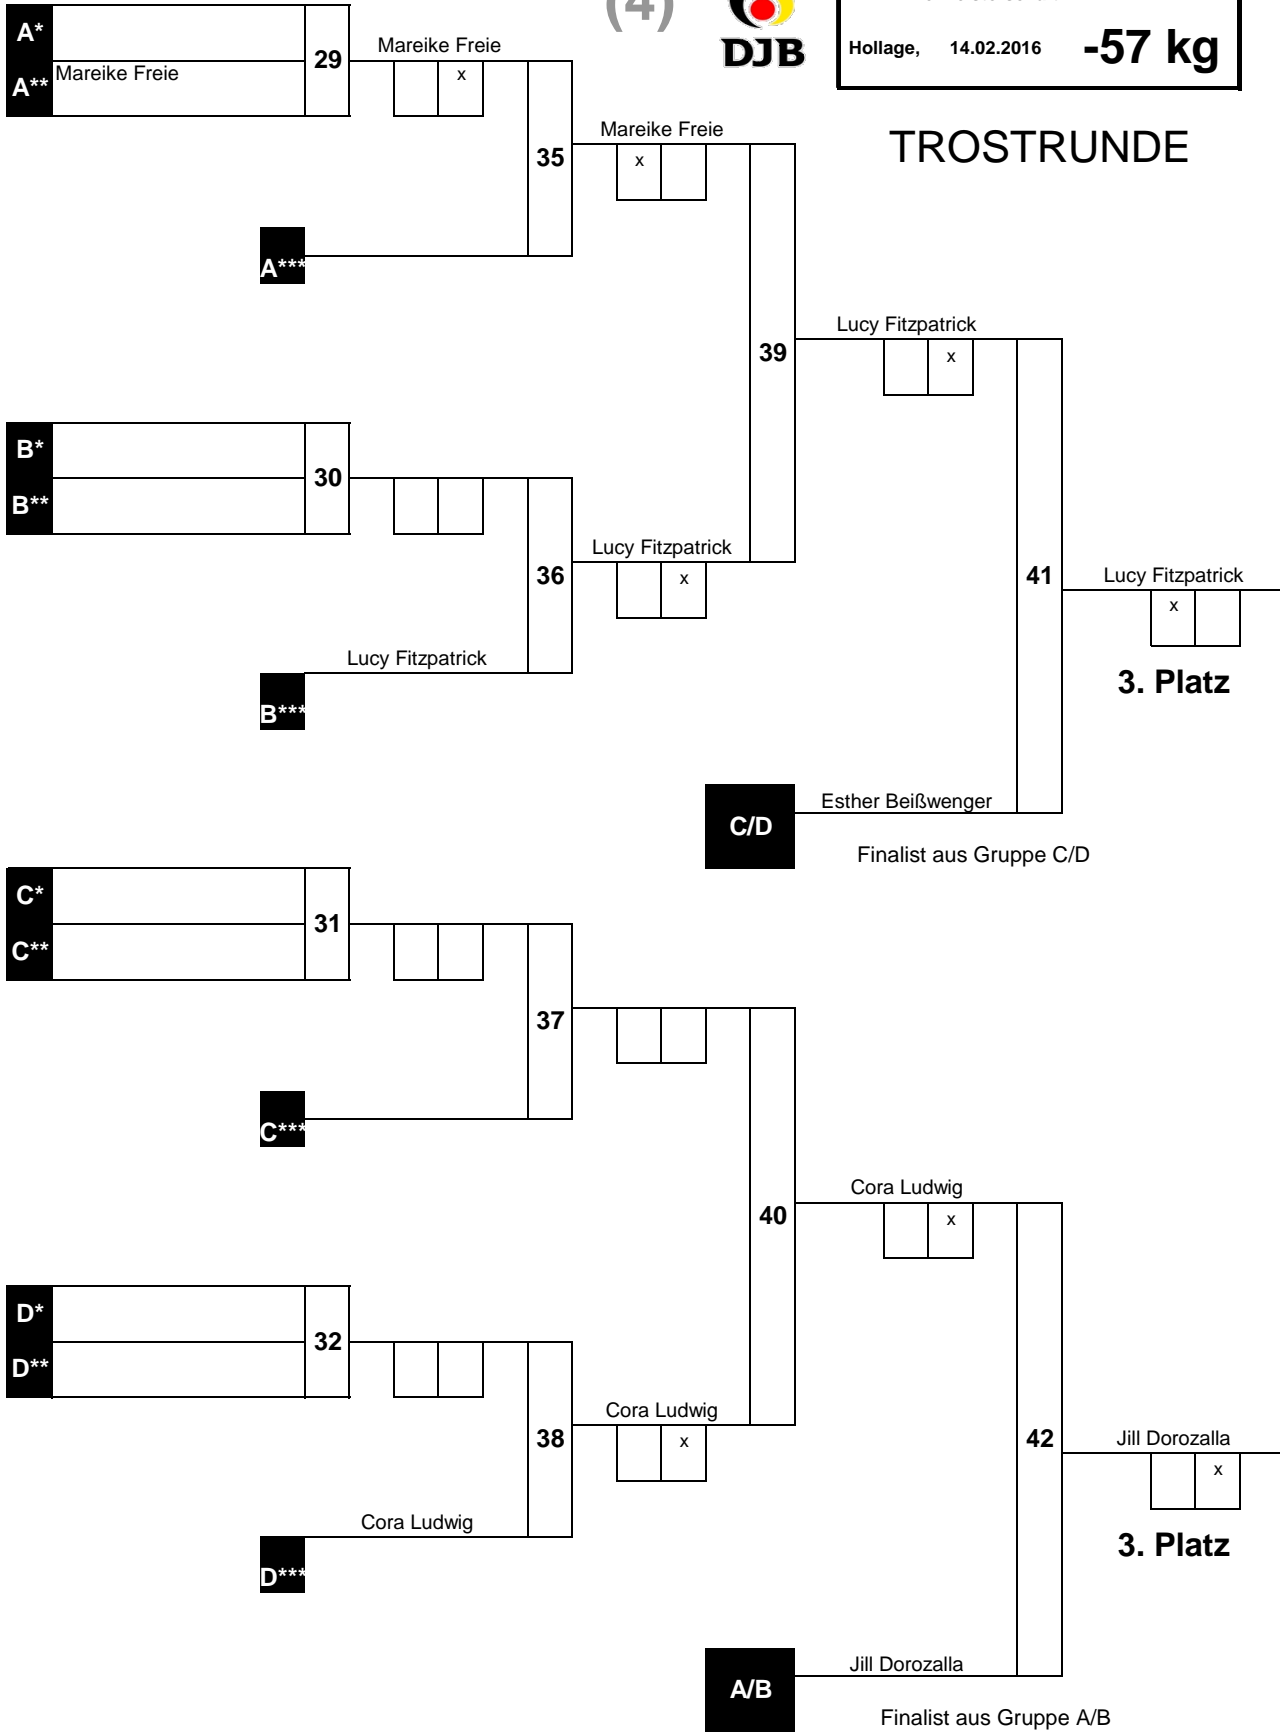 (4)
DJB
Hollage, 14.02.2016 -57 kg
TROSTRUNDE
A*
A** Mareike Freie
29
Mareike Freie
x
35
A***
Mareike Freie
x
39
B*
B**
30
36
Lucy Fitzpatrick
B***
Lucy Fitzpatrick
x
Lucy Fitzpatrick
x
41
Lucy Fitzpatrick
x
3. Platz
C/D
Esther Beißwenger
Finalist aus Gruppe C/D
C*
C**
31
37
C***
40
D*
D**
32
38
Cora Ludwig
D***
Cora Ludwig
x
Cora Ludwig
x
42
Jill Dorozalla
x
3. Platz
A/B
Jill Dorozalla
Finalist aus Gruppe A/B